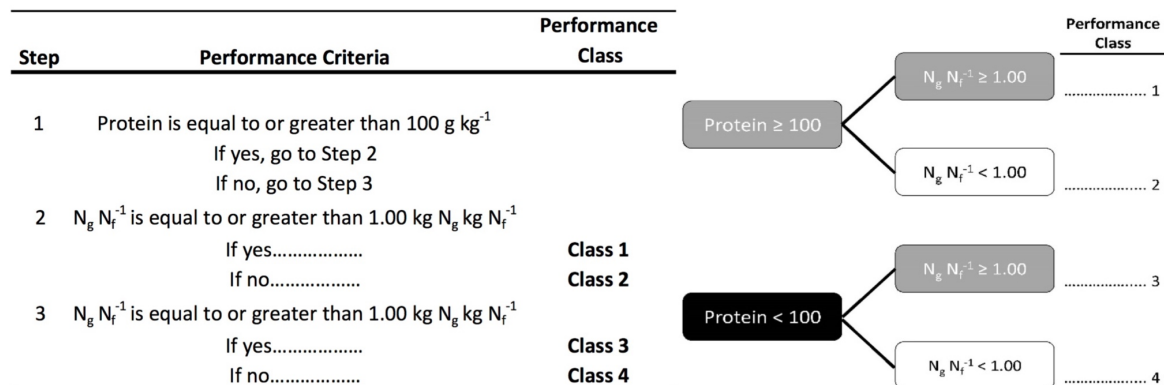 Performance
Step Performance Criteria Class
1 Protein is equal to or greater than 100 g kg⁻¹
If yes, go to Step 2
If no, go to Step 3
2 Ng Nf⁻¹ is equal to or greater than 1.00 kg Ng kg Nf⁻¹
If yes.................. Class 1
If no.................... Class 2
3 Ng Nf⁻¹ is equal to or greater than 1.00 kg Ng kg Nf⁻¹
If yes.................. Class 3
If no.................... Class 4
Performance
Class
Protein ≥ 100
Ng Nf⁻¹ ≥ 1.00 .................... 1
Ng Nf⁻¹ < 1.00 .................... 2
Protein < 100
Ng Nf⁻¹ ≥ 1.00 .................... 3
Ng Nf⁻¹ < 1.00 .................... 4